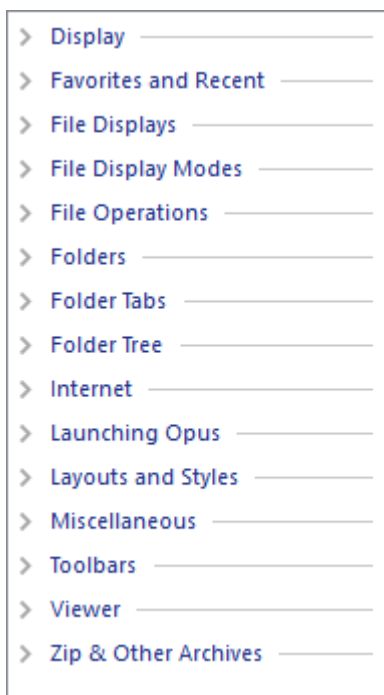 Display
Favorites and Recent
File Displays
File Display Modes
File Operations
Folders
Folder Tabs
Folder Tree
Internet
Launching Opus
Layouts and Styles
Miscellaneous
Toolbars
Viewer
Zip & Other Archives